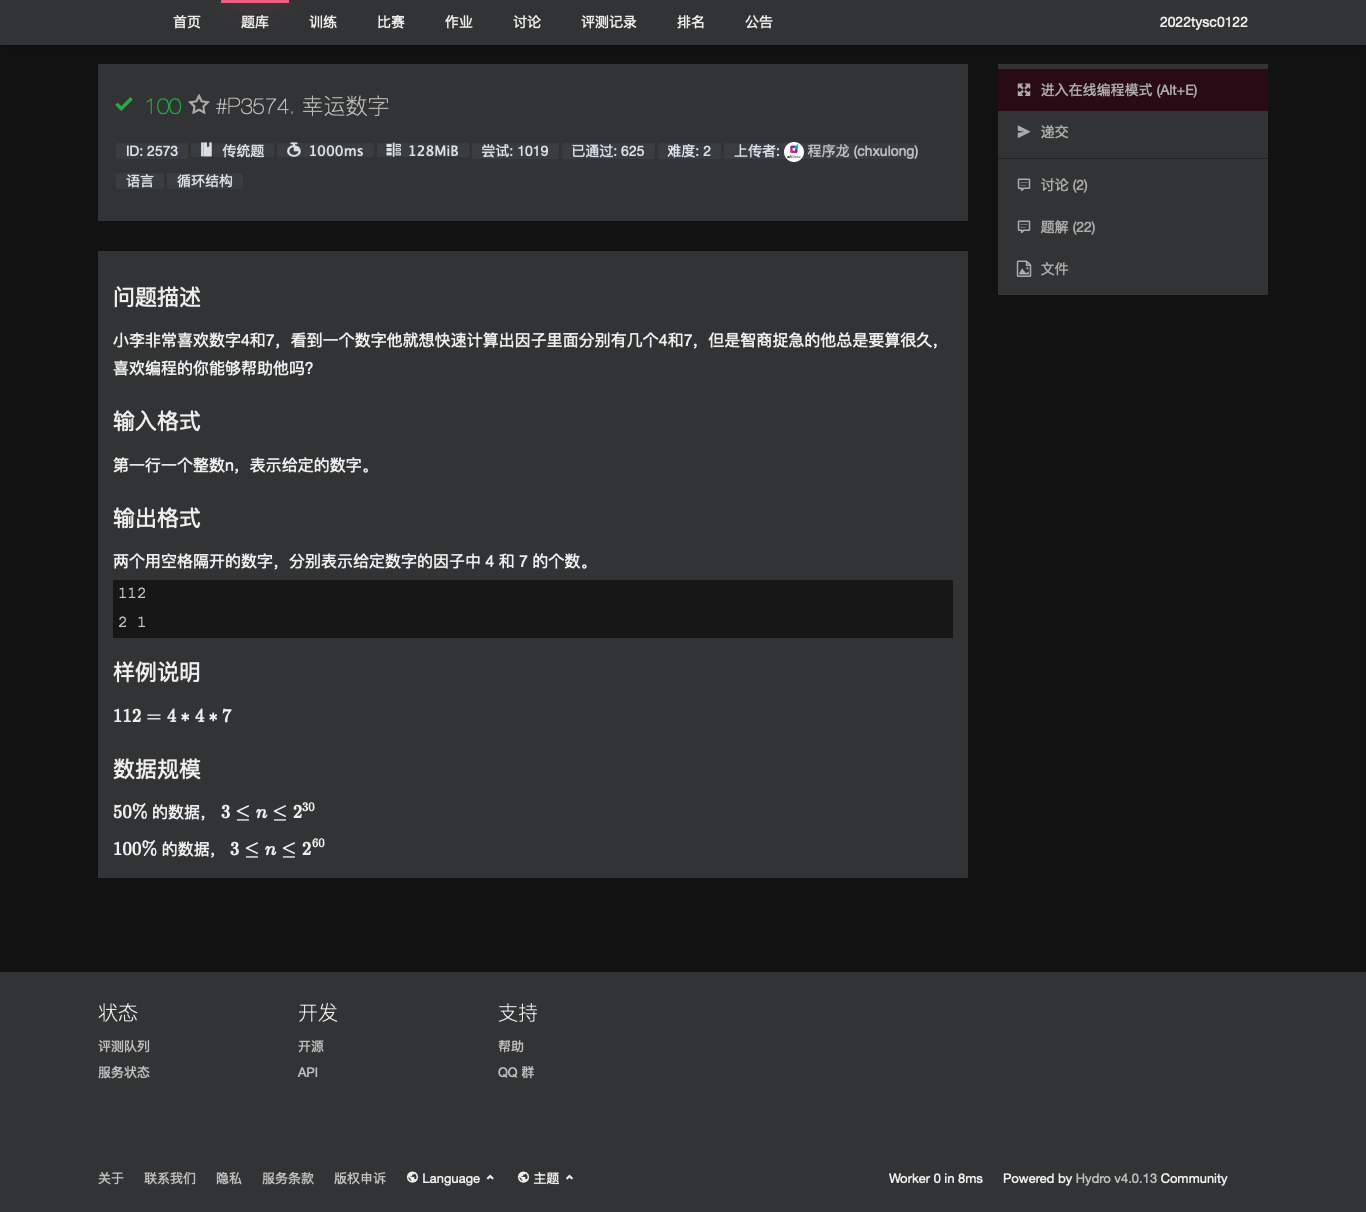 首页 题库 训练 比赛 作业 讨论 评测记录 排名 公告 2022tysc0122
100 #P3574. 幸运数字
ID: 2573 传统题 1000ms 128MiB 尝试: 1019 已通过: 625 难度: 2 上传者: 程序龙 (chxulong)
语言 循环结构
进入在线编程模式 (Alt+E)
递交
讨论 (2)
题解 (22)
文件
问题描述
小李非常喜欢数字4和7，看到一个数字他就想快速计算出因子里面分别有几个4和7，但是智商捉急的他总是要算很久，
喜欢编程的你能够帮助他吗？
输入格式
第一行一个整数n，表示给定的数字。
输出格式
两个用空格隔开的数字，分别表示给定数字的因子中 4 和 7 的个数。
112
2 1
样例说明
112 = 4 * 4 * 7
数据规模
50% 的数据， 3 ≤ n ≤ 2^30
100% 的数据， 3 ≤ n ≤ 2^60
状态 开发 支持
评测队列 开源 帮助
服务状态 API QQ 群
关于 联系我们 隐私 服务条款 版权申诉 Language 主题 Worker 0 in 8ms Powered by Hydro v4.0.13 Community